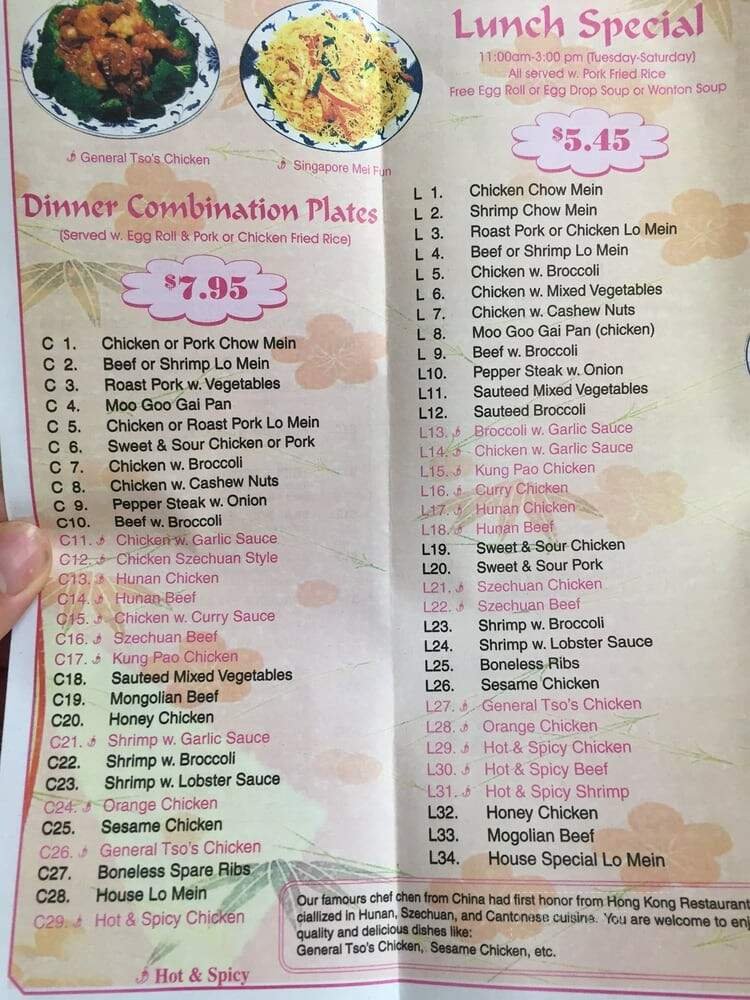 General Tso's Chicken
Singapore Mei Fun
Dinner Combination Plates
(Served w. Egg Roll & Pork or Chicken Fried Rice)
$7.95
C 1. Chicken or Pork Chow Mein
C 2. Beef or Shrimp Lo Mein
C 3. Roast Pork w. Vegetables
C 4. Moo Goo Gai Pan
C 5. Chicken or Roast Pork Lo Mein
C 6. Sweet & Sour Chicken or Pork
C 7. Chicken w. Broccoli
C 8. Chicken w. Cashew Nuts
C 9. Pepper Steak w. Onion
C10. Beef w. Broccoli
C11. Chicken w. Garlic Sauce
C12. Chicken Szechuan Style
C13. Hunan Chicken
C14. Hunan Beef
C15. Chicken w. Curry Sauce
C16. Szechuan Beef
C17. Kung Pao Chicken
C18. Sauteed Mixed Vegetables
C19. Mongolian Beef
C20. Honey Chicken
C21. Shrimp w. Garlic Sauce
C22. Shrimp w. Broccoli
C23. Shrimp w. Lobster Sauce
C24. Orange Chicken
C25. Sesame Chicken
C26. General Tso's Chicken
C27. Boneless Spare Ribs
C28. House Lo Mein
C29. Hot & Spicy Chicken
Hot & Spicy
Lunch Special
11:00am-3:00 pm (Tuesday-Saturday)
All served w. Pork Fried Rice
Free Egg Roll or Egg Drop Soup or Wonton Soup
$5.45
L 1. Chicken Chow Mein
L 2. Shrimp Chow Mein
L 3. Roast Pork or Chicken Lo Mein
L 4. Beef or Shrimp Lo Mein
L 5. Chicken w. Broccoli
L 6. Chicken w. Mixed Vegetables
L 7. Chicken w. Cashew Nuts
L 8. Moo Goo Gai Pan (chicken)
L 9. Beef w. Broccoli
L10. Pepper Steak w. Onion
L11. Sauteed Mixed Vegetables
L12. Sauteed Broccoli
L13. Broccoli w. Garlic Sauce
L14. Chicken w. Garlic Sauce
L15. Kung Pao Chicken
L16. Curry Chicken
L17. Hunan Chicken
L18. Hunan Beef
L19. Sweet & Sour Chicken
L20. Sweet & Sour Pork
L21. Szechuan Chicken
L22. Szechuan Beef
L23. Shrimp w. Broccoli
L24. Shrimp w. Lobster Sauce
L25. Boneless Ribs
L26. Sesame Chicken
L27. General Tso's Chicken
L28. Orange Chicken
L29. Hot & Spicy Chicken
L30. Hot & Spicy Beef
L31. Hot & Spicy Shrimp
L32. Honey Chicken
L33. Mogolian Beef
L34. House Special Lo Mein
Our famours chef chen from China had first honor from Hong Kong Restaurant
ciallized in Hunan, Szechuan, and Cantonese cuisine. You are welcome to enj
quality and delicious dishes like:
General Tso's Chicken, Sesame Chicken, etc.